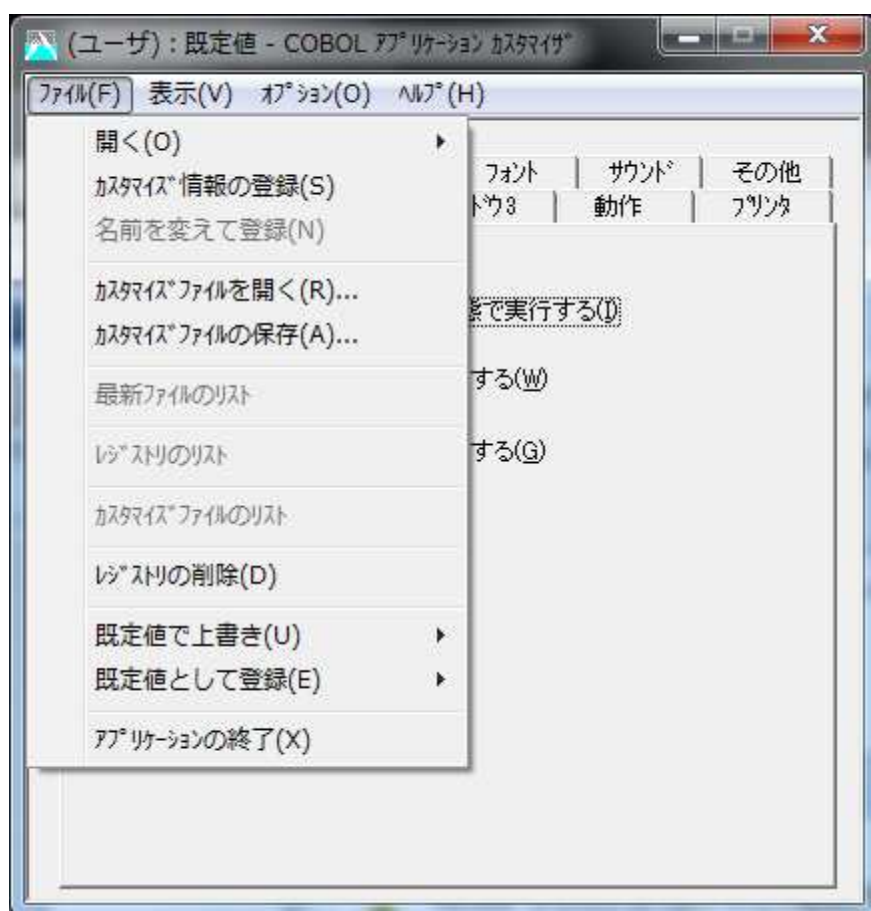 (ユーザ) : 既定値 - COBOL ｱﾌﾟﾘｹｰｼｮﾝ ｶｽﾀﾏｲｻﾞ
ﾌｧｲﾙ(F) 表示(V) ｵﾌﾟｼｮﾝ(O) ﾍﾙﾌﾟ(H)
開く(O)
ｶｽﾀﾏｲｽﾞ情報の登録(S)
名前を変えて登録(N)
ｶｽﾀﾏｲｽﾞﾌｧｲﾙを開く(R)...
ｶｽﾀﾏｲｽﾞﾌｧｲﾙの保存(A)...
最新ﾌｧｲﾙのﾘｽﾄ
ﾚｼﾞｽﾄﾘのﾘｽﾄ
ｶｽﾀﾏｲｽﾞﾌｧｲﾙのﾘｽﾄ
ﾚｼﾞｽﾄﾘの削除(D)
既定値で上書き(U)
既定値として登録(E)
ｱﾌﾟﾘｹｰｼｮﾝの終了(X)
ﾌｫﾝﾄ ｻｳﾝﾄﾞ その他
ﾄﾞｳ3 動作 ﾌﾟﾘﾝﾀ
態で実行する(I)
する(W)
する(G)